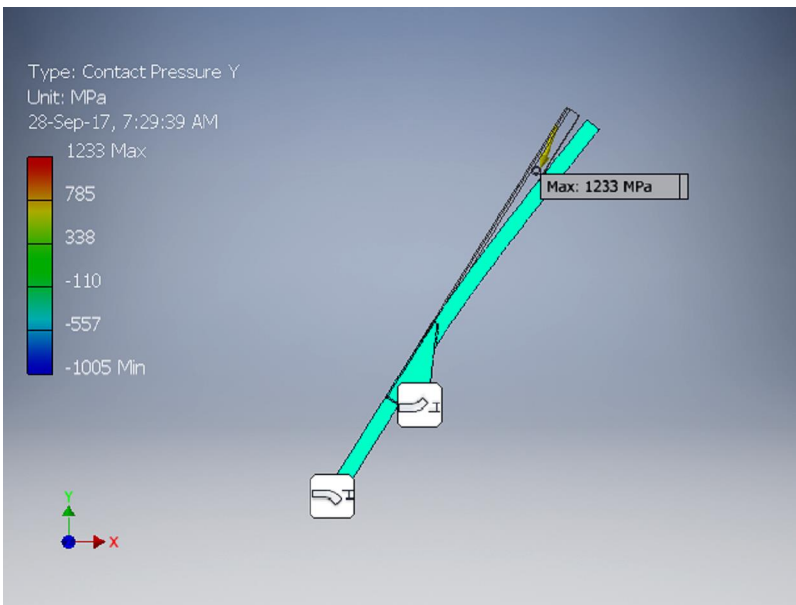 Type: Contact Pressure Y
Unit: MPa
28-Sep-17, 7:29:39 AM
1233 Max
785
338
-110
-557
-1005 Min
Max: 1233 MPa
Y
X